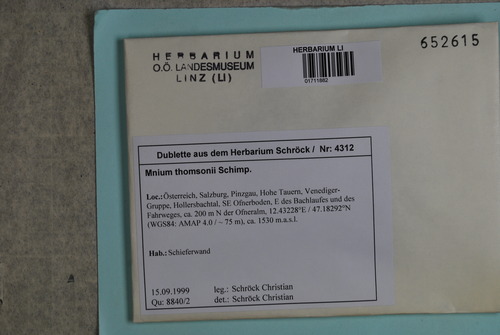 HERBARIUM
O.Ö. LANDESMUSEUM
LINZ (LI)
HERBARIUM LI
01711682
652615
Dublette aus dem Herbarium Schröck / Nr: 4312
Mnium thomsonii Schimp.
Loc.:Österreich, Salzburg, Pinzgau, Hohe Tauern, Venediger-
Gruppe, Hollersbachtal, SE Ofnerboden, E des Bachlaufes und des
Fahrweges, ca. 200 m N der Ofneralm, 12.43228°E / 47.18292°N
(WGS84: AMAP 4.0 / ~ 75 m), ca. 1530 m.a.s.l.
Hab.: Schieferwand
15.09.1999 leg.: Schröck Christian
Qu: 8840/2 det.: Schröck Christian